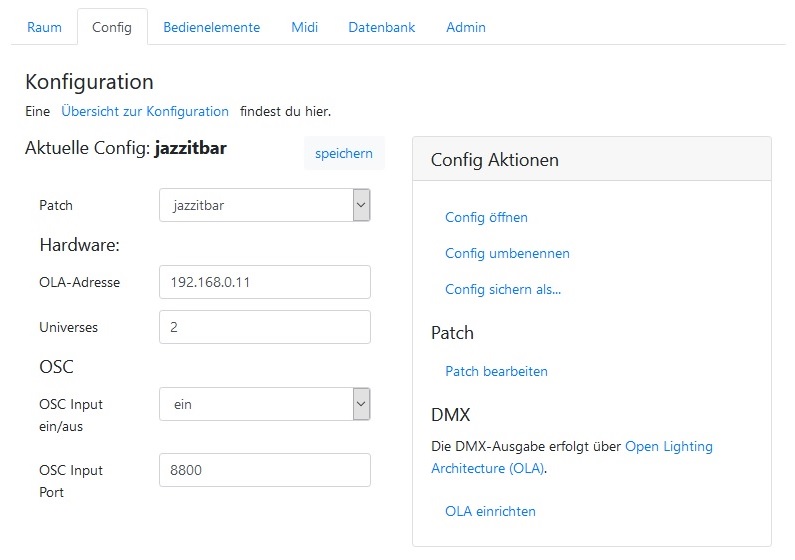 Raum Config Bedienelemente Midi Datenbank Admin
Konfiguration
Eine Übersicht zur Konfiguration findest du hier.
Aktuelle Config: jazzitbar speichern
Patch jazzitbar
Hardware:
OLA-Adresse 192.168.0.11
Universes 2
OSC
OSC Input
ein/aus
ein
OSC Input
Port
8800
Config Aktionen
Config öffnen
Config umbenennen
Config sichern als...
Patch
Patch bearbeiten
DMX
Die DMX-Ausgabe erfolgt über Open Lighting
Architecture (OLA).
OLA einrichten